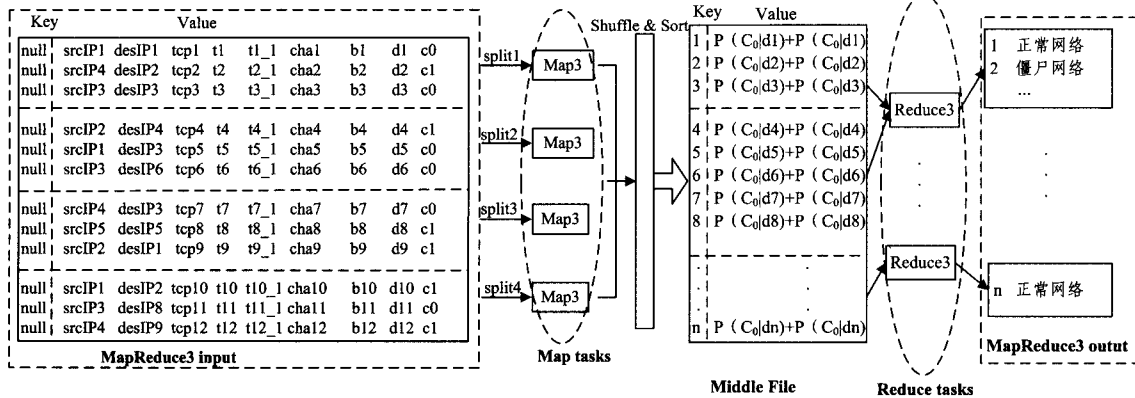 Key Value
null srcIP1 desIP1 tcp1 t1 t1_1 cha1 b1 d1 c0
null srcIP4 desIP2 tcp2 t2 t2_1 cha2 b2 d2 c1
null srcIP3 desIP3 tcp3 t3 t3_1 cha3 b3 d3 c0
null srcIP2 desIP4 tcp4 t4 t4_1 cha4 b4 d4 c1
null srcIP1 desIP3 tcp5 t5 t5_1 cha5 b5 d5 c0
null srcIP3 desIP6 tcp6 t6 t6_1 cha6 b6 d6 c0
null srcIP4 desIP3 tcp7 t7 t7_1 cha7 b7 d7 c0
null srcIP5 desIP5 tcp8 t8 t8_1 cha8 b8 d8 c1
null srcIP2 desIP1 tcp9 t9 t9_1 cha9 b9 d9 c1
null srcIP1 desIP2 tcp10 t10 t10_1 cha10 b10 d10 c1
null srcIP3 desIP8 tcp11 t11 t11_1 cha11 b11 d11 c0
null srcIP4 desIP9 tcp12 t12 t12_1 cha12 b12 d12 c1
MapReduce3 input
split1
split2
split3
split4
Map3
Map3
Map3
Map3
Map tasks
Shuffle & Sort
Key Value
1 P(C₀|d1)+P(C₀|d1)
2 P(C₀|d2)+P(C₀|d2)
3 P(C₀|d3)+P(C₀|d3)
4 P(C₀|d4)+P(C₀|d4)
5 P(C₀|d5)+P(C₀|d5)
6 P(C₀|d6)+P(C₀|d6)
7 P(C₀|d7)+P(C₀|d7)
8 P(C₀|d8)+P(C₀|d8)
n P(C₀|dn)+P(C₀|dn)
Middle File
Reduce3
Reduce3
Reduce tasks
1 正常网络
2 僵尸网络
...
n 正常网络
MapReduce3 outut